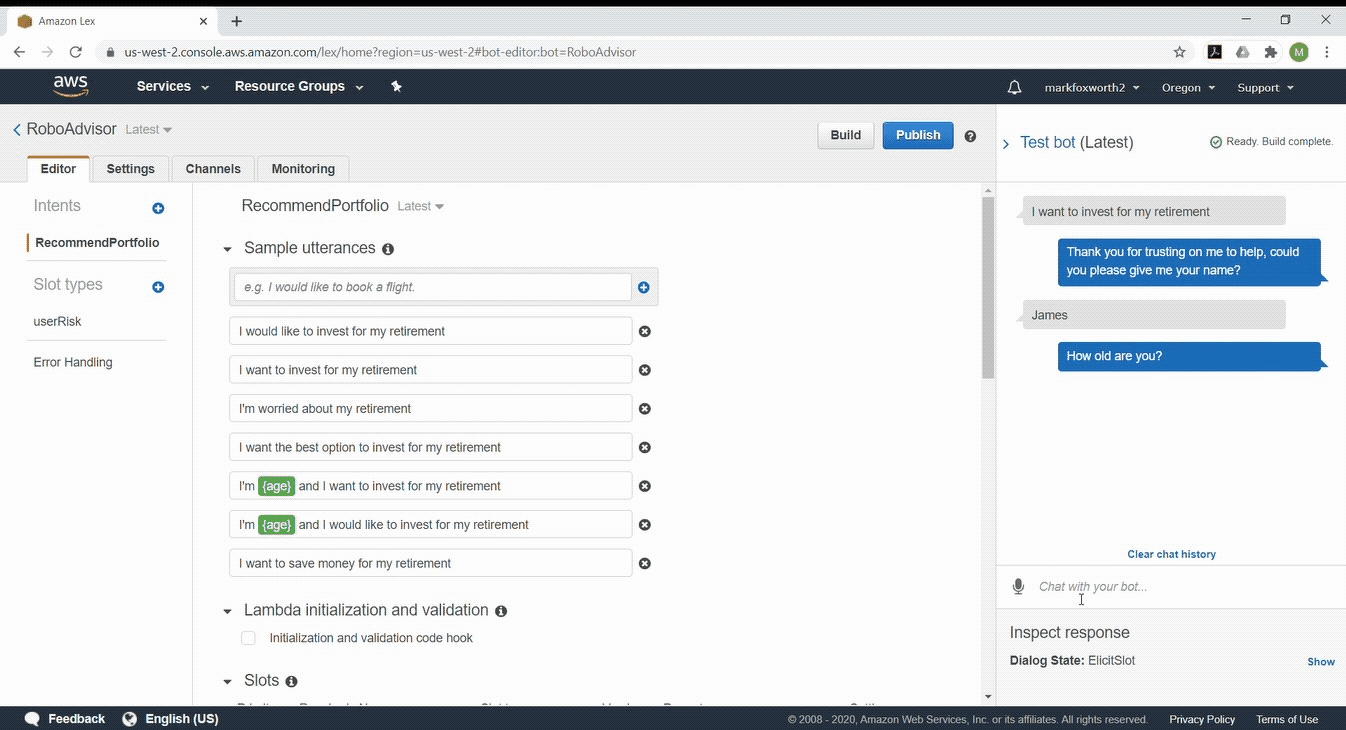 Amazon Lex
us-west-2.console.aws.amazon.com/lex/home?region=us-west-2#bot-editor:bot=RoboAdvisor
M
aws
Services
Resource Groups
markfoxworth2
Oregon
Support
RoboAdvisor Latest
Build
Publish
Test bot (Latest)
Ready. Build complete.
Editor
Settings
Channels
Monitoring
Intents
RecommendPortfolio
Slot types
userRisk
Error Handling
RecommendPortfolio Latest
Sample utterances
e.g. I would like to book a flight.
I would like to invest for my retirement
I want to invest for my retirement
I'm worried about my retirement
I want the best option to invest for my retirement
I'm {age} and I want to invest for my retirement
I'm {age} and I would like to invest for my retirement
I want to save money for my retirement
Lambda initialization and validation
Initialization and validation code hook
Slots
I want to invest for my retirement
Thank you for trusting on me to help, could
you please give me your name?
James
How old are you?
Clear chat history
Chat with your bot...
Inspect response
Dialog State: ElicitSlot
Show
Feedback
English (US)
© 2008 - 2020, Amazon Web Services, Inc. or its affiliates. All rights reserved.
Privacy Policy
Terms of Use